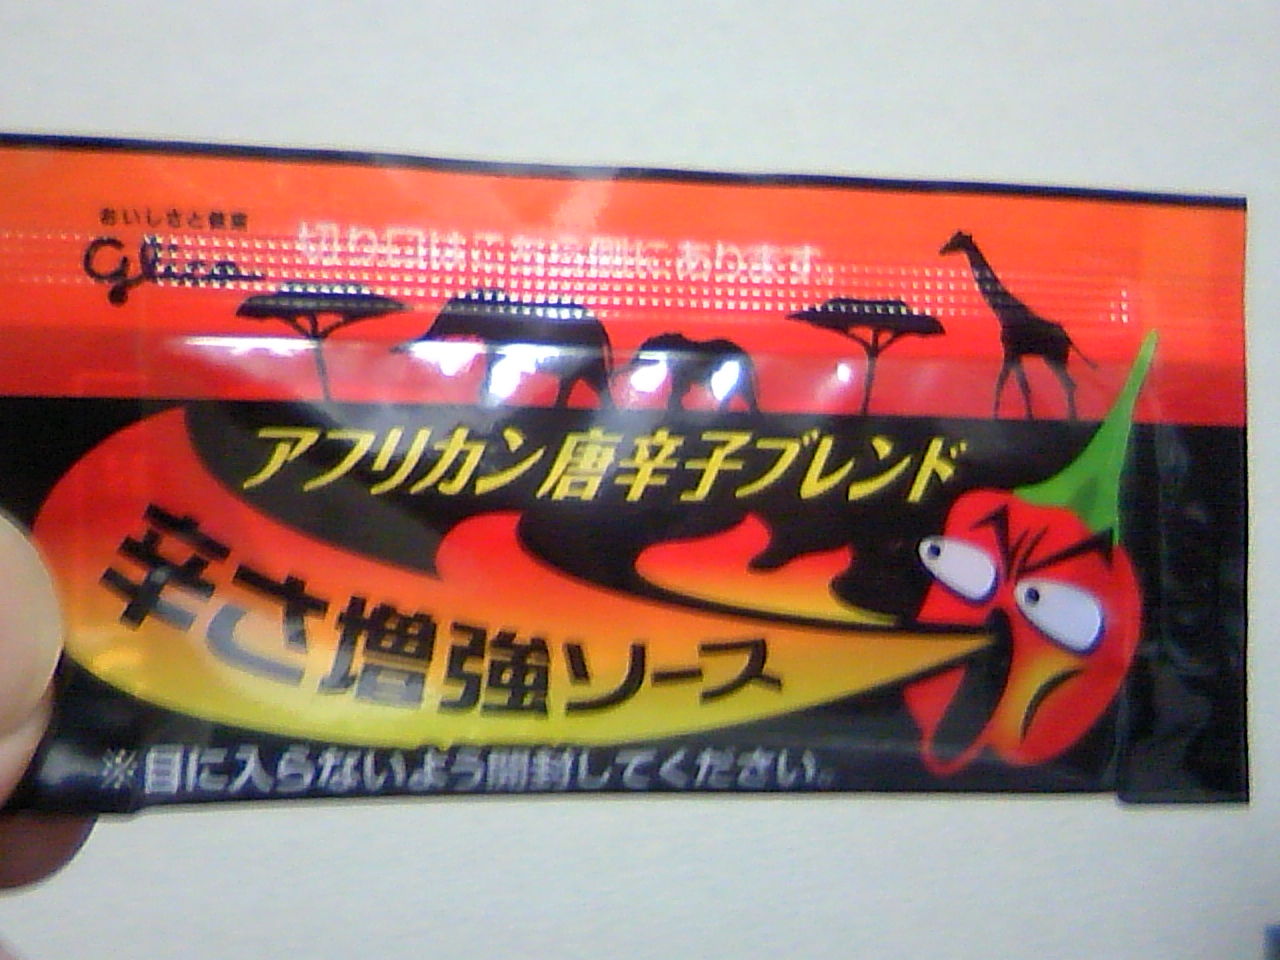 おいしさと健康
Glico
切り口はこちら側にあります。
アフリカン唐辛子ブレンド
辛さ増強ソース
※目に入らないよう開封してください。